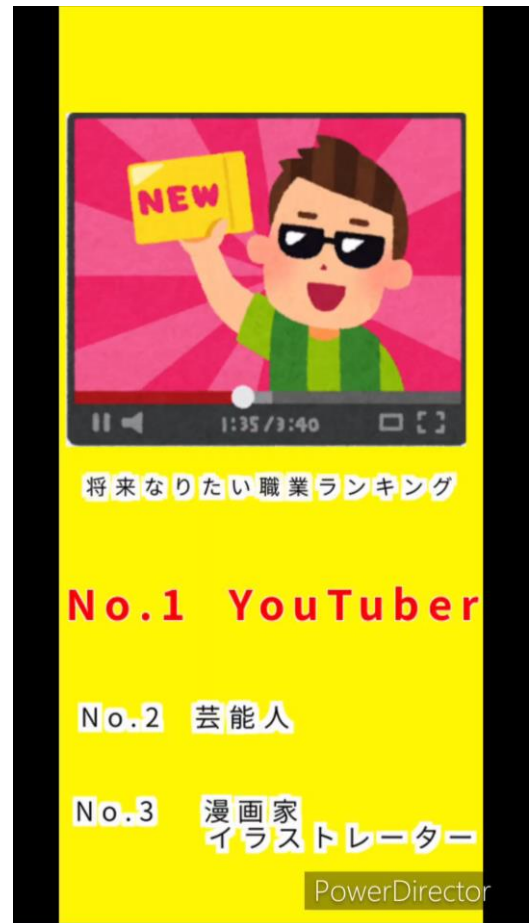 NEW
1:35/3:40
将来なりたい職業ランキング
No.1 YouTuber
No.2 芸能人
No.3 漫画家
イラストレーター
PowerDirector